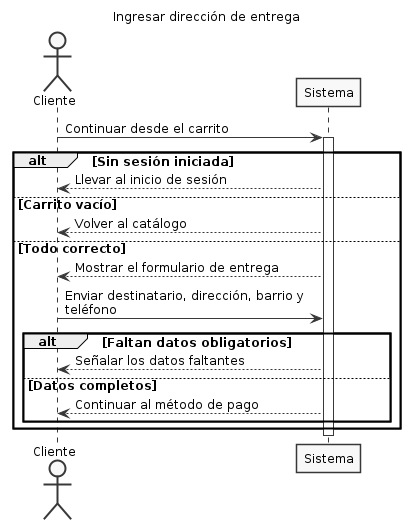 Ingresar dirección de entrega
Cliente
Sistema
Continuar desde el carrito
alt [Sin sesión iniciada]
Llevar al inicio de sesión
[Carrito vacío]
Volver al catálogo
[Todo correcto]
Mostrar el formulario de entrega
Enviar destinatario, dirección, barrio y
teléfono
alt [Faltan datos obligatorios]
Señalar los datos faltantes
[Datos completos]
Continuar al método de pago
Cliente
Sistema